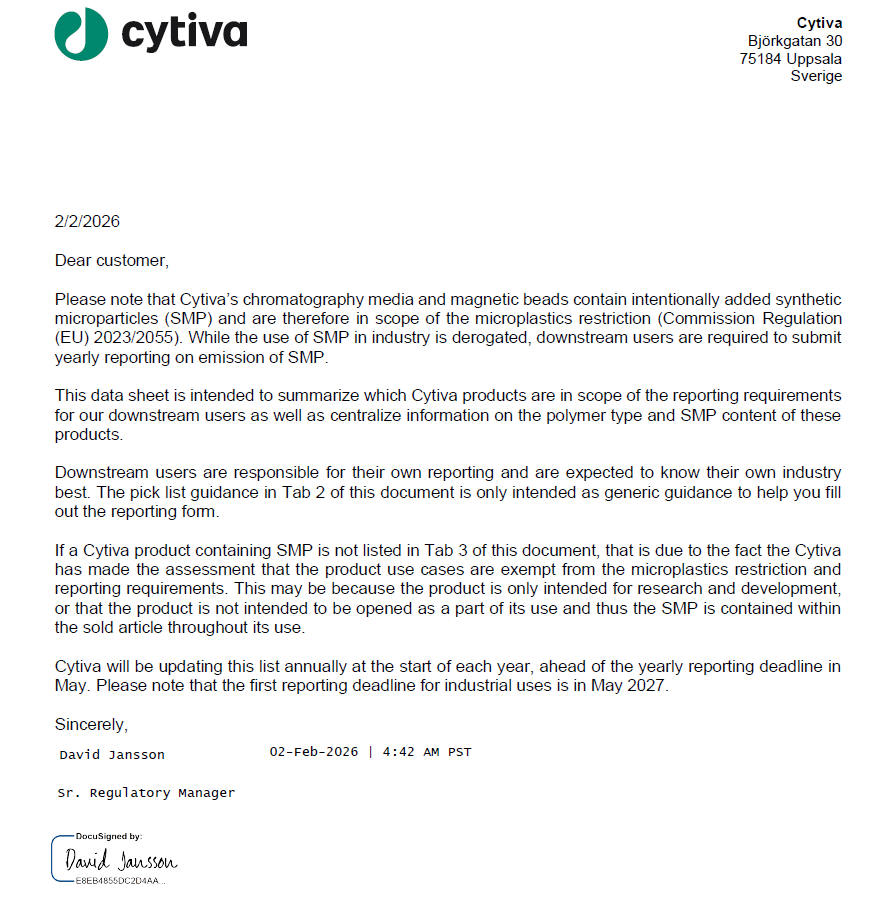 cytiva
Cytiva
Björkgatan 30
75184 Uppsala
Sverige
2/2/2026
Dear customer,
Please note that Cytiva's chromatography media and magnetic beads contain intentionally added synthetic
microparticles (SMP) and are therefore in scope of the microplastics restriction (Commission Regulation
(EU) 2023/2055). While the use of SMP in industry is derogated, downstream users are required to submit
yearly reporting on emission of SMP.
This data sheet is intended to summarize which Cytiva products are in scope of the reporting requirements
for our downstream users as well as centralize information on the polymer type and SMP content of these
products.
Downstream users are responsible for their own reporting and are expected to know their own industry
best. The pick list guidance in Tab 2 of this document is only intended as generic guidance to help you fill
out the reporting form.
If a Cytiva product containing SMP is not listed in Tab 3 of this document, that is due to the fact the Cytiva
has made the assessment that the product use cases are exempt from the microplastics restriction and
reporting requirements. This may be because the product is only intended for research and development,
or that the product is not intended to be opened as a part of its use and thus the SMP is contained within
the sold article throughout its use.
Cytiva will be updating this list annually at the start of each year, ahead of the yearly reporting deadline in
May. Please note that the first reporting deadline for industrial uses is in May 2027.
Sincerely,
David Jansson 02-Feb-2026 | 4:42 AM PST
Sr. Regulatory Manager
DocuSigned by:
David Jansson
E8EB4855DC2D4AA...